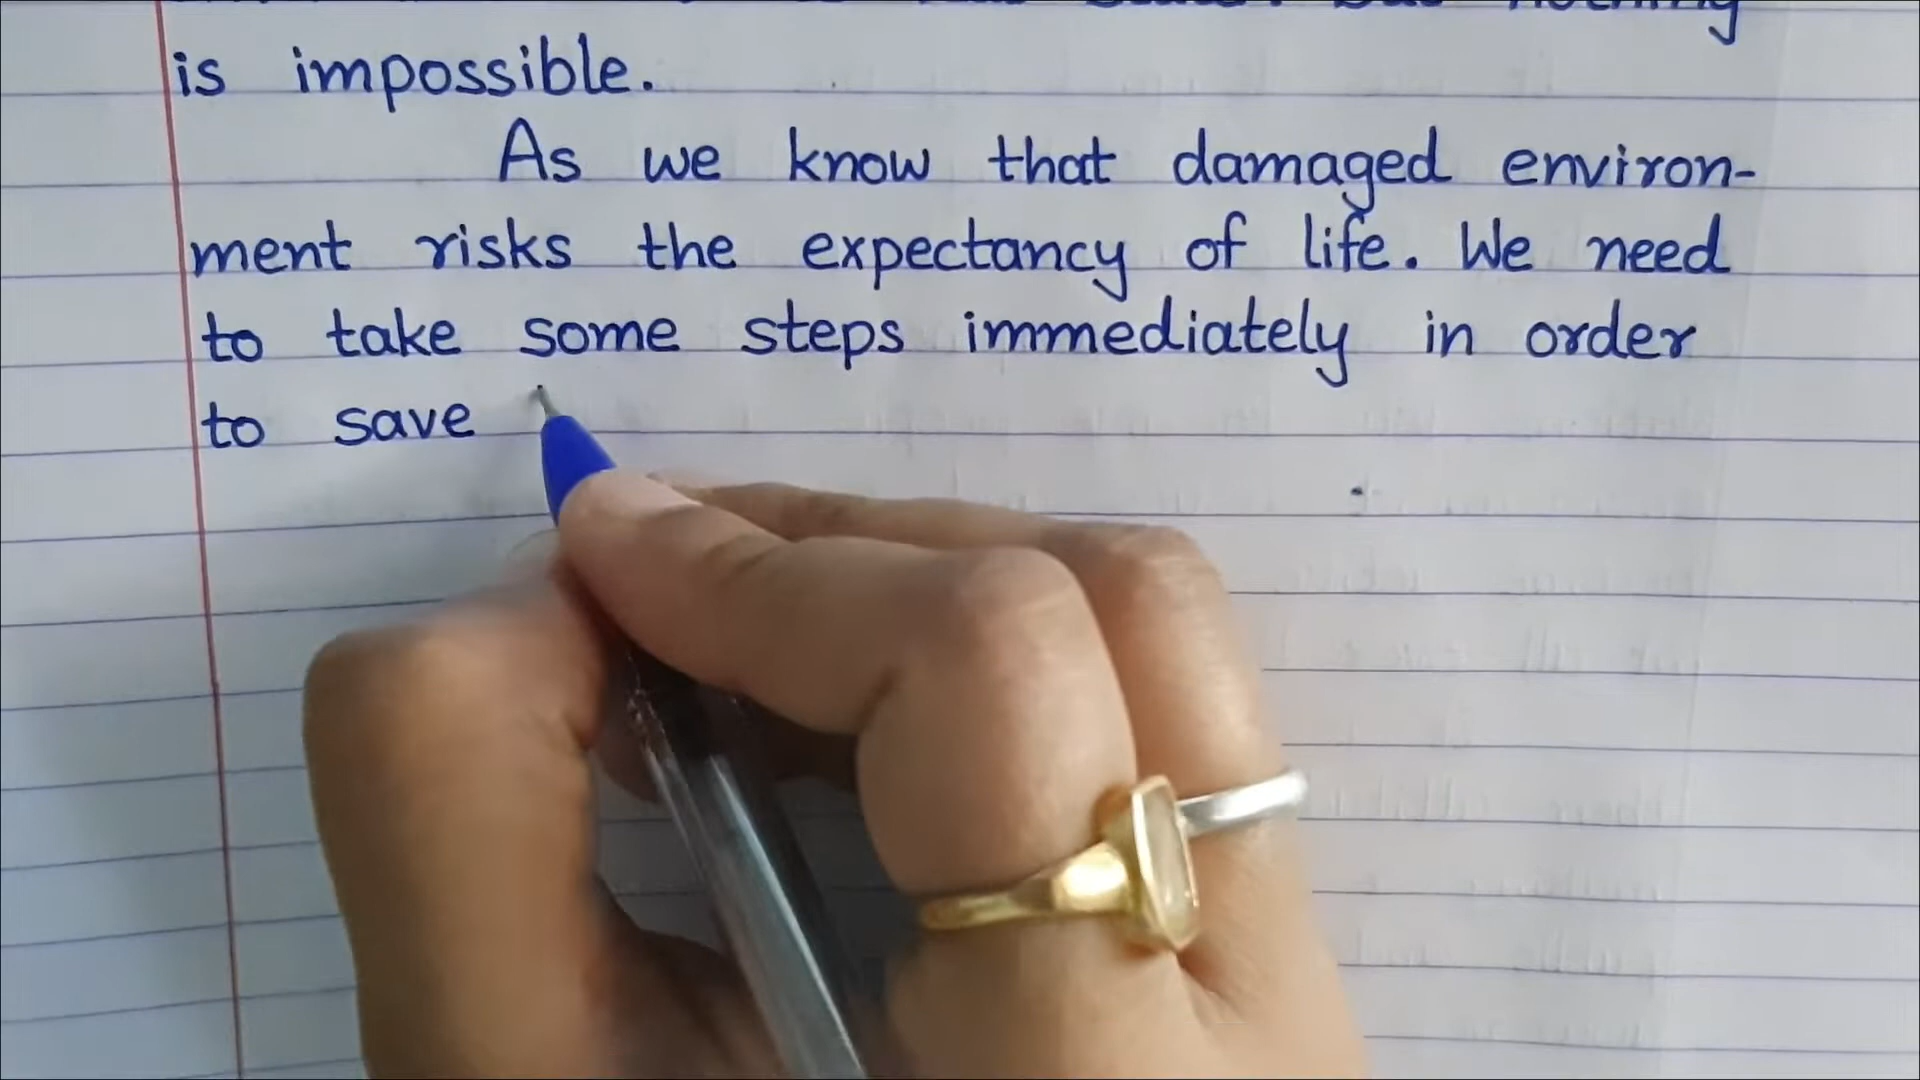 nothing
is impossible.
As we know that damaged environ-
ment risks the expectancy of life. We need
to take some steps immediately in order
to save